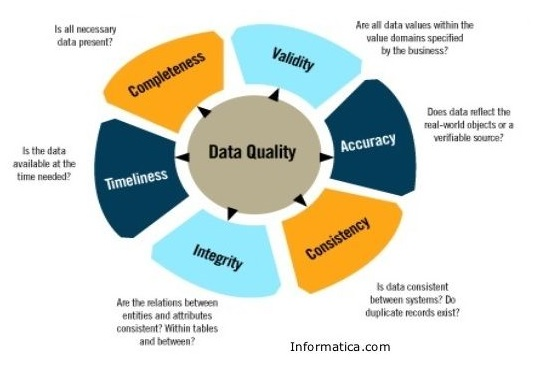 Is all necessary
data present?
Completeness
Validity
Are all data values within the
value domains specified
by the business?
Is the data
available at the
time needed?
Timeliness
Data Quality
Accuracy
Does data reflect the
real-world objects or a
verifiable source?
Integrity
Consistency
Are the relations between
entities and attributes
consistent? Within tables
and between?
Is data consistent
between systems? Do
duplicate records exist?
Informatica.com